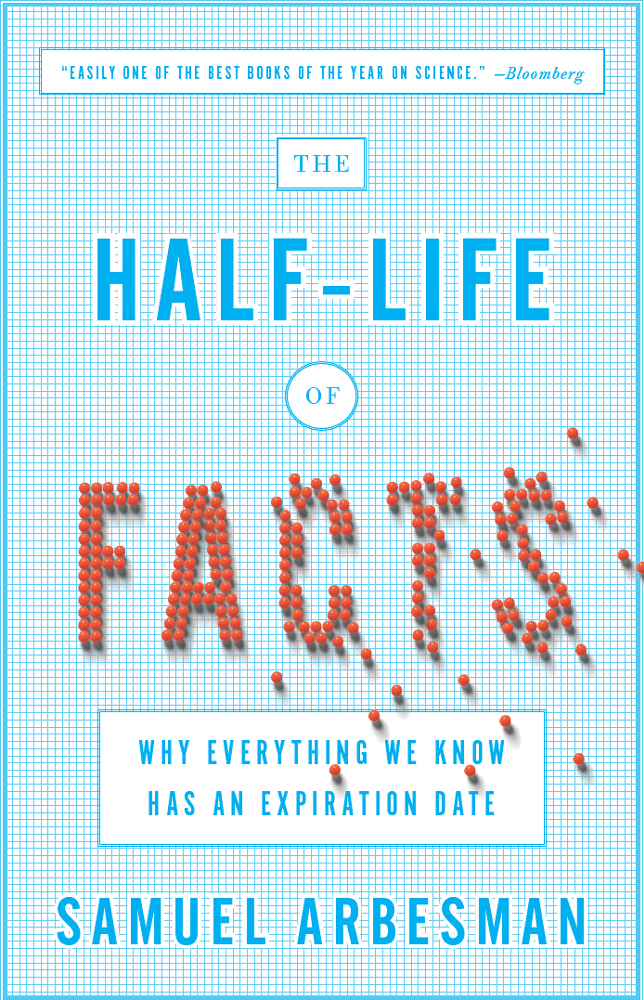 “EASILY ONE OF THE BEST BOOKS OF THE YEAR ON SCIENCE.” —Bloomberg
THE
HALF–LIFE
OF
FACTS
WHY EVERYTHING WE KNOW
HAS AN EXPIRATION DATE
SAMUEL ARBESMAN